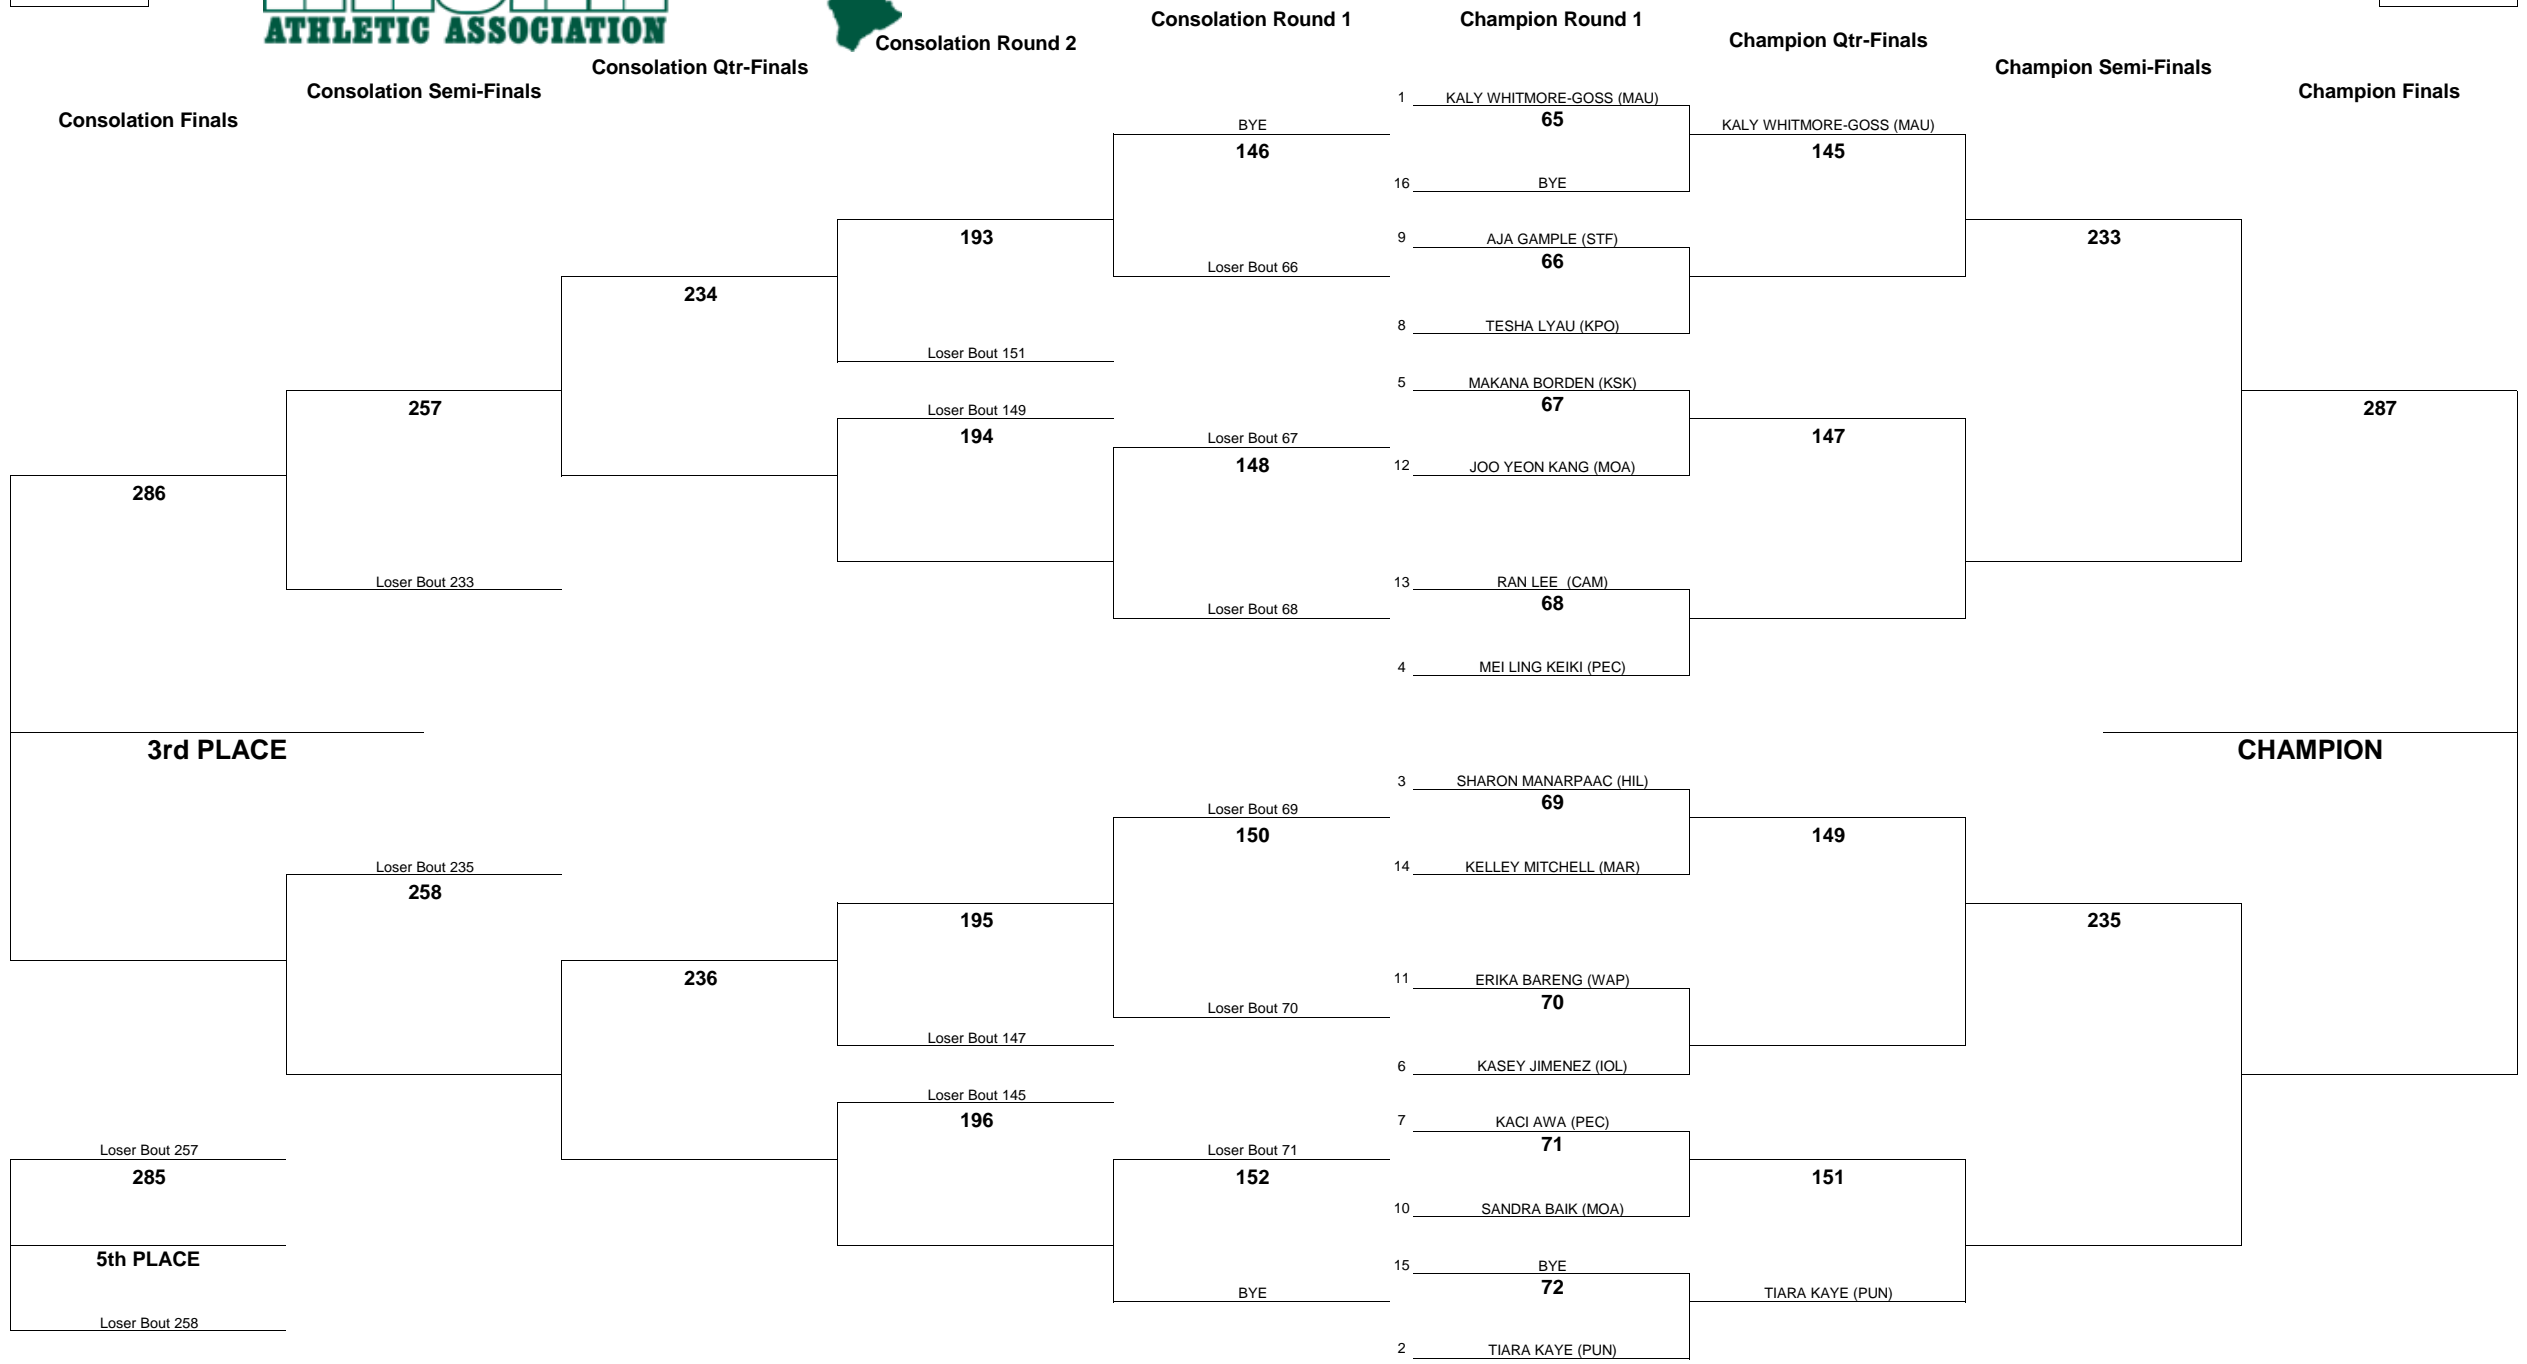 ATHLETIC ASSOCIATION
Consolation Round 1
Champion Round 1
Consolation Round 2
Champion Qtr-Finals
Consolation Qtr-Finals
Champion Semi-Finals
Consolation Semi-Finals
Champion Finals
Consolation Finals
1 KALY WHITMORE-GOSS (MAU)
65
BYE
KALY WHITMORE-GOSS (MAU)
146
145
16 BYE
193
9 AJA GAMPLE (STF)
233
66
Loser Bout 66
234
8 TESHA LYAU (KPO)
Loser Bout 151
5 MAKANA BORDEN (KSK)
67
257
Loser Bout 149
287
194
Loser Bout 67
147
148
12 JOO YEON KANG (MOA)
286
Loser Bout 233
13 RAN LEE (CAM)
68
Loser Bout 68
4 MEI LING KEIKI (PEC)
3rd PLACE
CHAMPION
3 SHARON MANARPAAC (HIL)
69
Loser Bout 69
150
149
Loser Bout 235
14 KELLEY MITCHELL (MAR)
258
195
235
236
11 ERIKA BARENG (WAP)
70
Loser Bout 70
Loser Bout 147
6 KASEY JIMENEZ (IOL)
Loser Bout 145
196
7 KACI AWA (PEC)
71
Loser Bout 257
Loser Bout 71
285
152
151
10 SANDRA BAIK (MOA)
5th PLACE
15 BYE
72
BYE
TIARA KAYE (PUN)
Loser Bout 258
2 TIARA KAYE (PUN)